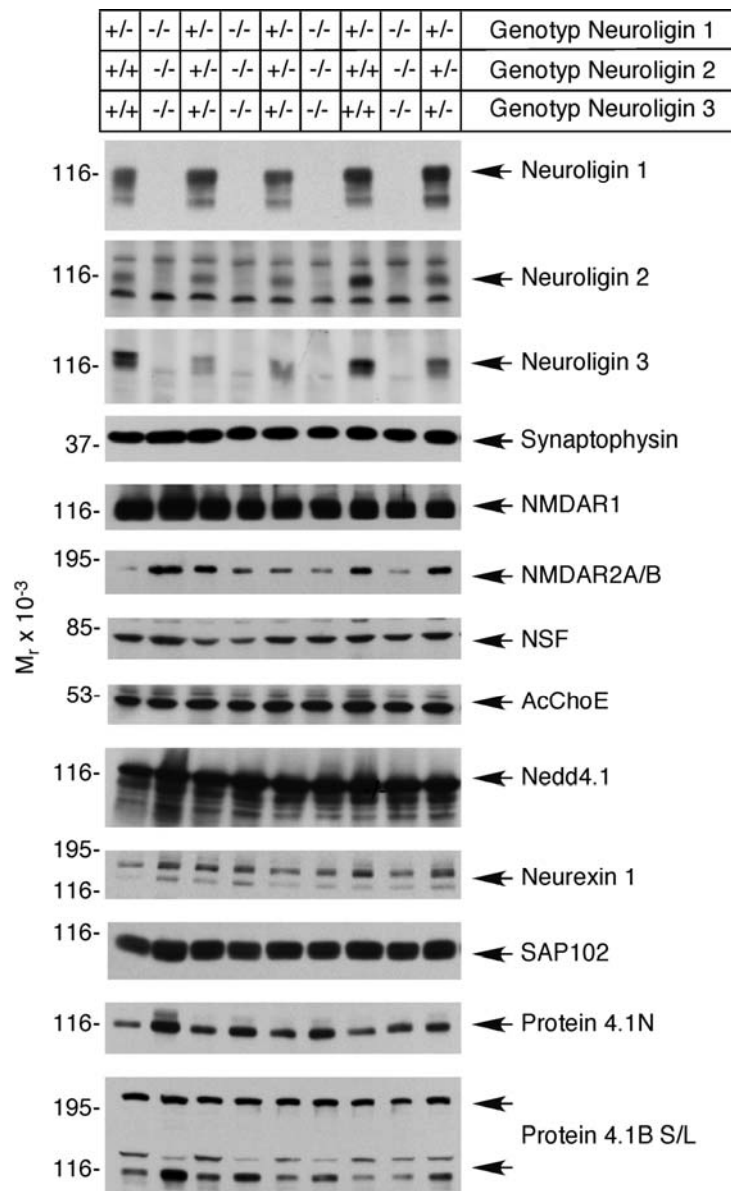 +/- -/- +/- -/- +/- -/- +/- -/- +/- Genotyp Neuroligin 1
+/+ -/- +/- -/- +/- -/- +/+ -/- +/- Genotyp Neuroligin 2
+/+ -/- +/- -/- +/- -/- +/+ -/- +/- Genotyp Neuroligin 3
116- Neuroligin 1
116- Neuroligin 2
116- Neuroligin 3
37- Synaptophysin
116- NMDAR1
195- NMDAR2A/B
85- NSF
53- AcChoE
116- Nedd4.1
195-
116- Neurexin 1
116- SAP102
116- Protein 4.1N
195-
Protein 4.1B S/L
116-
Mr x 10-3